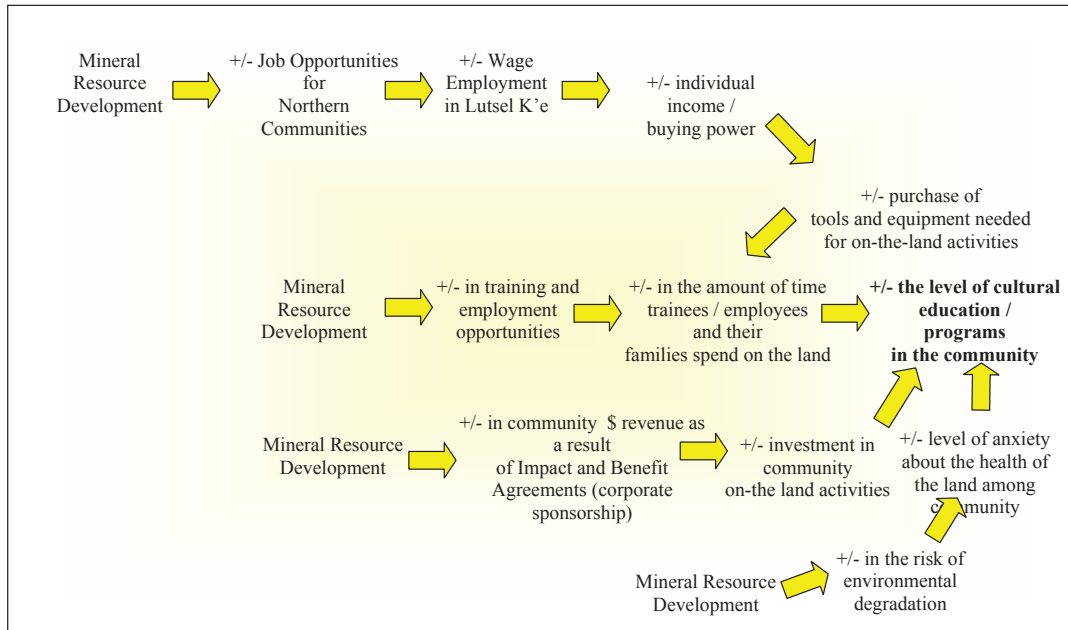 Mineral
Resource
Development
+/- Job Opportunities
for
Northern
Communities
+/- Wage
Employment
in Lutsel K’e
+/- individual
income /
buying power
+/- purchase of
tools and equipment needed
for on-the-land activities
Mineral
Resource
Development
+/- in training and
employment
opportunities
+/- in the amount of time
trainees / employees
and their
families spend on the land
+/- the level of cultural
education /
programs
in the community
Mineral Resource
Development
+/- in community $ revenue as
a result
of Impact and Benefit
Agreements (corporate
sponsorship)
+/- investment in
community
on-the land activities
+/- level of anxiety
about the health of
the land among
community
Mineral Resource
Development
+/- in the risk of
environmental
degradation